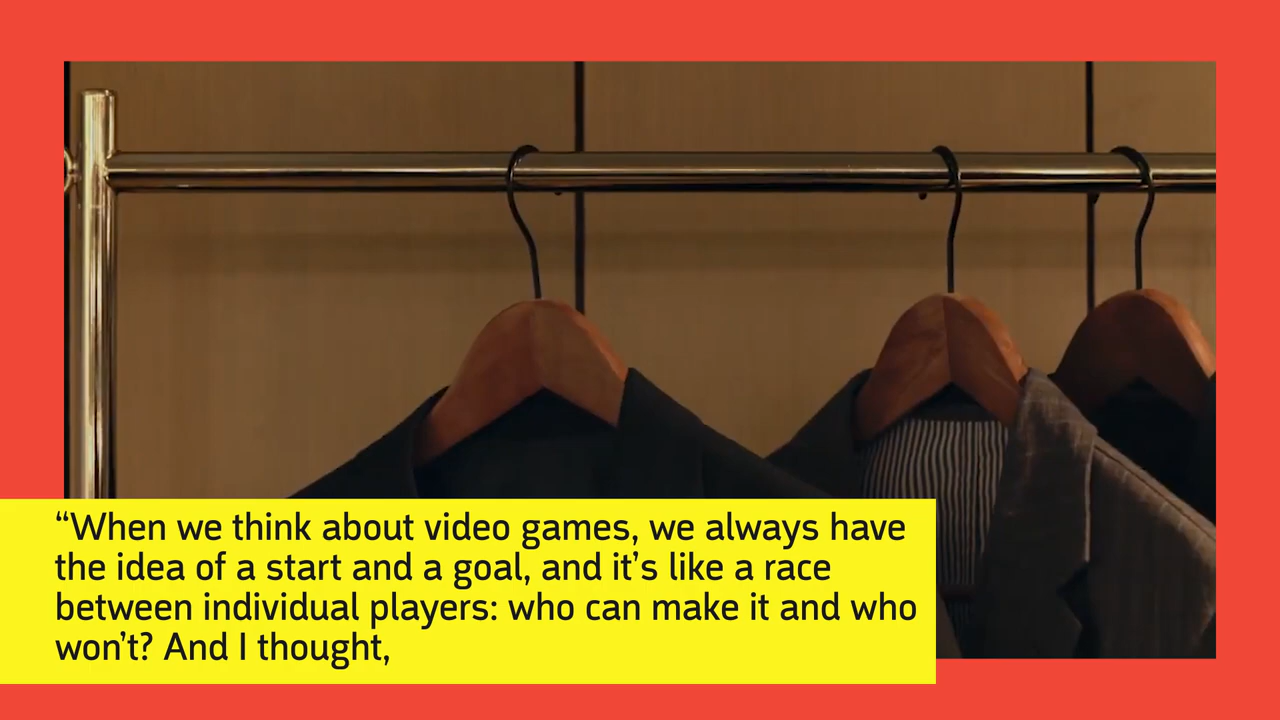 “When we think about video games, we always have
the idea of a start and a goal, and it’s like a race
between individual players: who can make it and who
won’t? And I thought,